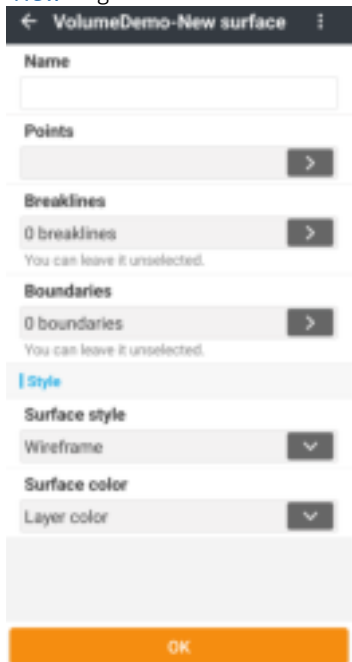 VolumeDemo-New surface
Name
Points
Breaklines
0 breaklines
You can leave it unselected.
Boundaries
0 boundaries
You can leave it unselected.
Style
Surface style
Wireframe
Surface color
Layer color
OK